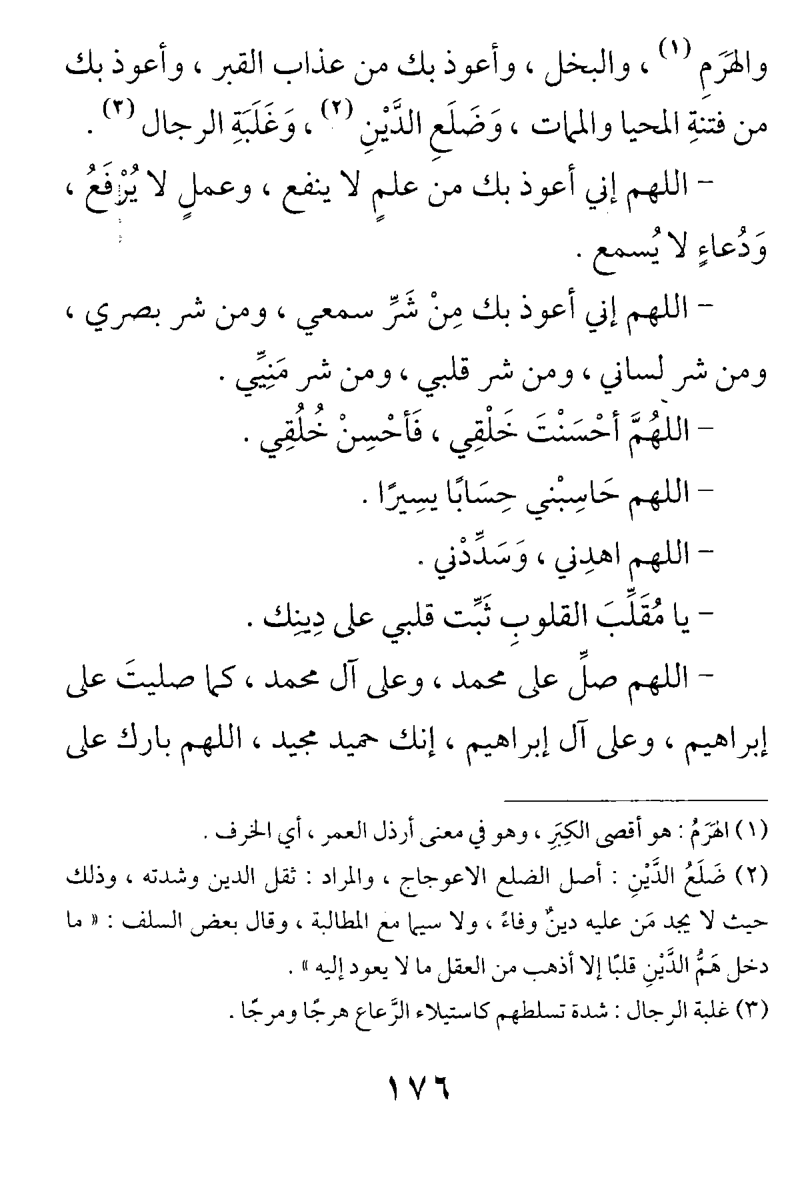 والهَرَمِ (١) ، والبخل ، وأعوذ بك من عذاب القبر ، وأعوذ بك
من فتنةِ المحيا والممات ، وَضَلَعِ الدَّيْنِ (٢) ، وَغَلَبَةِ الرجال (٣) .
– اللهم إني أعوذ بك من علمٍ لا ينفع ، وعملٍ لا يُرْفَعُ ،
وَدُعاءٍ لا يُسمع .
– اللهم إني أعوذ بك مِنْ شَرِّ سمعي ، ومن شر بصري ،
ومن شر لساني ، ومن شر قلبي ، ومن شر مَنِيِّي .
– اللهُمَّ أحْسَنْتَ خَلْقِي ، فَأحْسِنْ خُلُقِي .
– اللهم حَاسِبْني حِسَابًا يسِيرًا .
– اللهم اهدِني ، وَسَدِّدْني .
– يا مُقَلِّبَ القلوبِ ثَبِّت قلبي على دِينِك .
– اللهم صلِّ على محمد ، وعلى آل محمد ، كما صليتَ على
إبراهيم ، وعلى آل إبراهيم ، إنك حميد مجيد ، اللهم بارك على
(١) الهَرَمُ : هو أقصى الكِبَرِ ، وهو في معنى أرذل العمر ، أي الخرف .
(٢) ضَلَعُ الدَّيْنِ : أصل الضلع الاعوجاج ، والمراد : ثقل الدين وشدته ، وذلك
حيث لا يجد مَن عليه دينٌ وفاءً ، ولا سيما مع المطالبة ، وقال بعض السلف : « ما
دخل هَمُّ الدَّيْنِ قلبًا إلا أذهب من العقل ما لا يعود إليه » .
(٣) غلبة الرجال : شدة تسلطهم كاستيلاء الرَّعاع هرجًا ومرجًا .
١٧٦